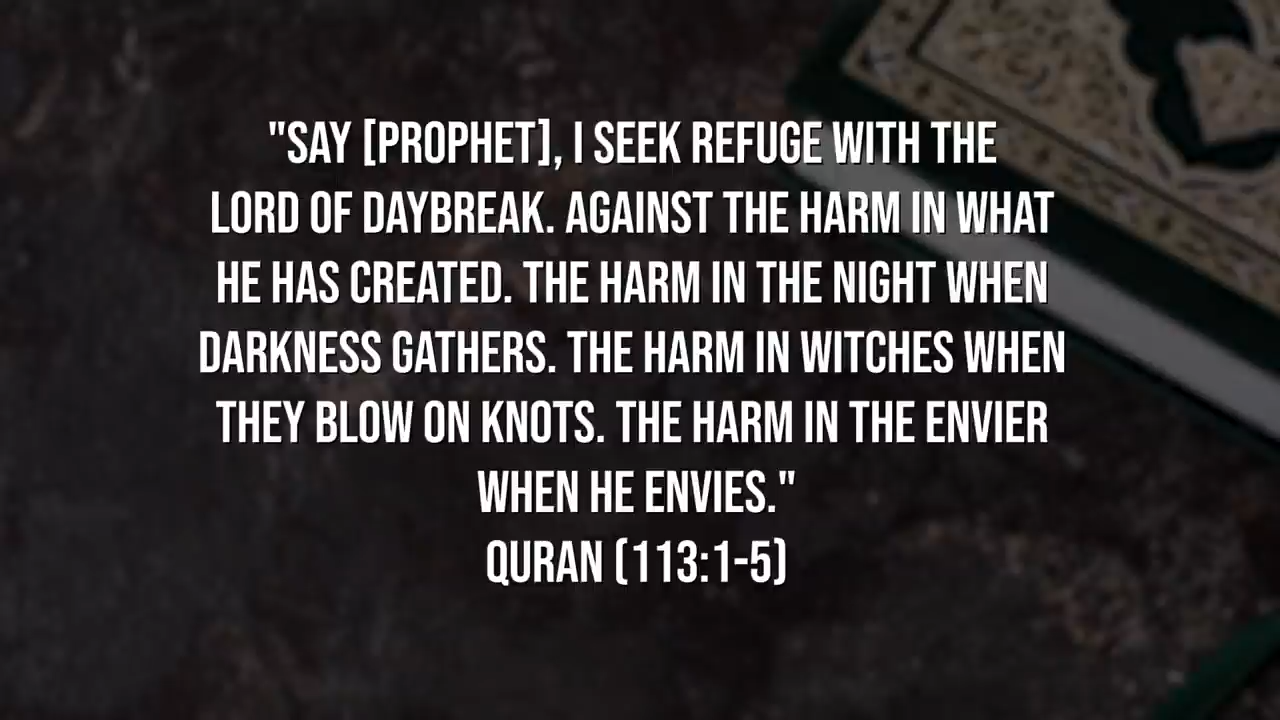 "SAY [PROPHET], I SEEK REFUGE WITH THE
LORD OF DAYBREAK. AGAINST THE HARM IN WHAT
HE HAS CREATED. THE HARM IN THE NIGHT WHEN
DARKNESS GATHERS. THE HARM IN WITCHES WHEN
THEY BLOW ON KNOTS. THE HARM IN THE ENVIER
WHEN HE ENVIES."
QURAN (113:1-5)